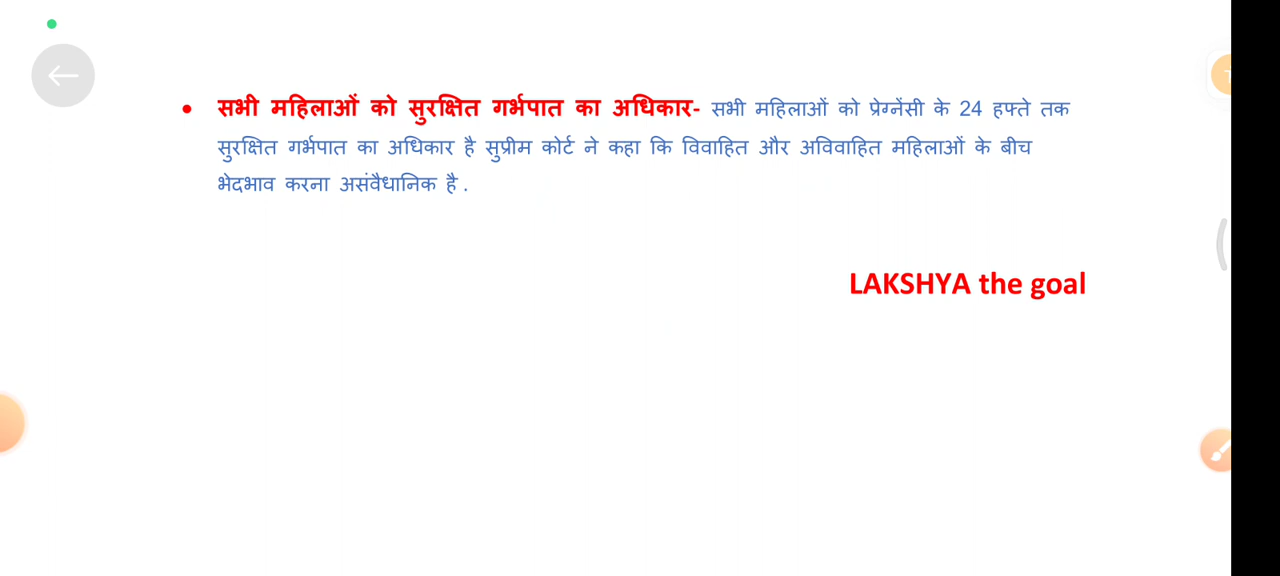 • सभी महिलाओं को सुरक्षित गर्भपात का अधिकार- सभी महिलाओं को प्रेग्नेंसी के 24 हफ्ते तक
सुरक्षित गर्भपात का अधिकार है सुप्रीम कोर्ट ने कहा कि विवाहित और अविवाहित महिलाओं के बीच
भेदभाव करना असंवैधानिक है .
LAKSHYA the goal